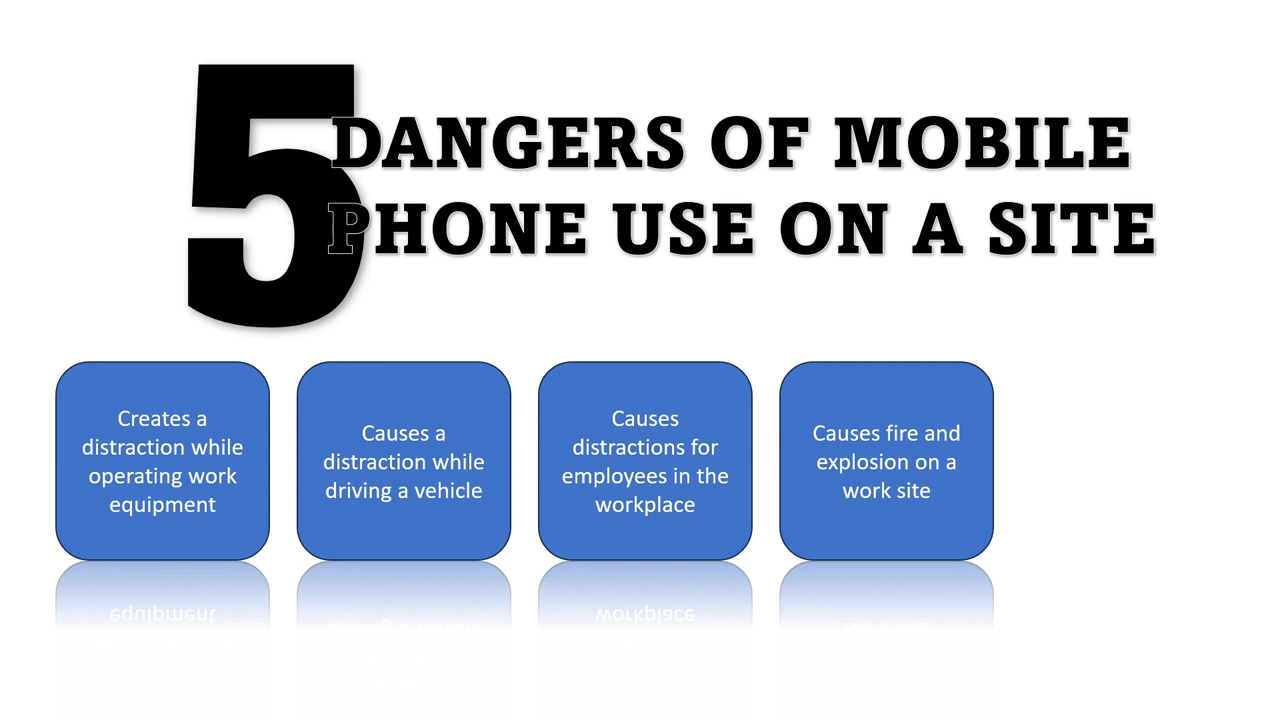 5
DANGERS OF MOBILE
PHONE USE ON A SITE
Creates a
distraction while
operating work
equipment
Causes a
distraction while
driving a vehicle
Causes
distractions for
employees in the
workplace
Causes fire and
explosion on a
work site